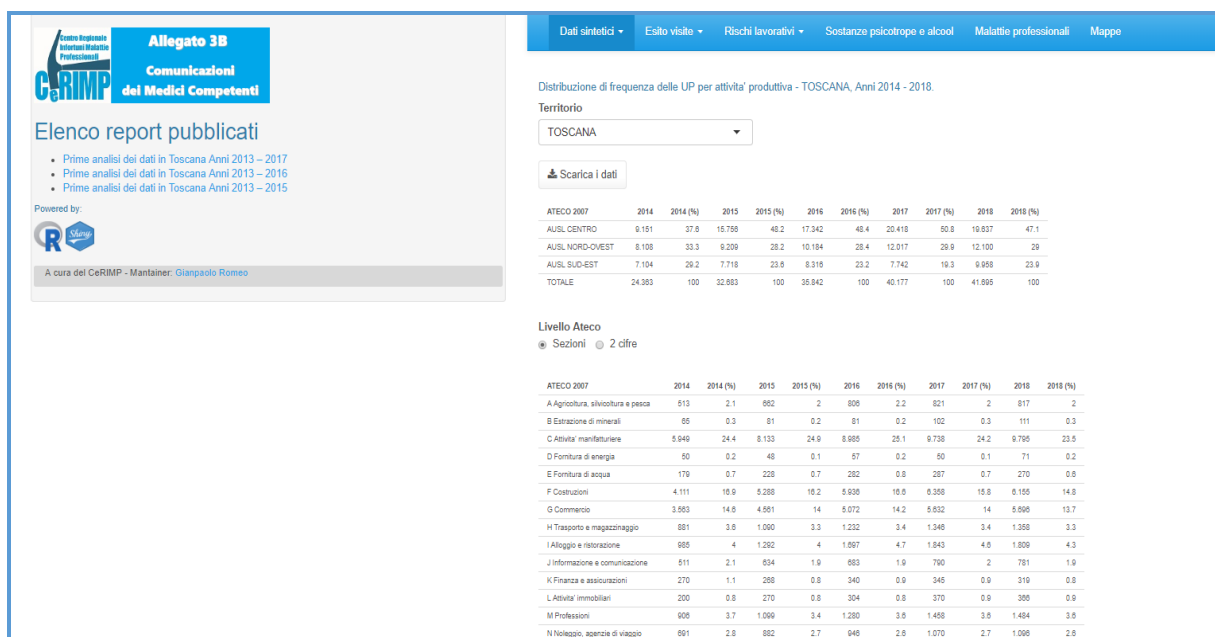 Centro Regionale
Infortuni Malattie
Professionali
CeRIMP
Allegato 3B
Comunicazioni
dei Medici Competenti
Elenco report pubblicati
Prime analisi dei dati in Toscana Anni 2013 – 2017
Prime analisi dei dati in Toscana Anni 2013 – 2016
Prime analisi dei dati in Toscana Anni 2013 – 2015
Powered by:
R Shiny
A cura del CeRIMP - Mantainer: Gianpaolo Romeo
Dati sintetici Esito visite Rischi lavorativi Sostanze psicotrope e alcool Malattie professionali Mappe
Distribuzione di frequenza delle UP per attivita' produttiva - TOSCANA, Anni 2014 - 2018.
Territorio
TOSCANA
Scarica i dati
ATECO 2007 2014 2014 (%) 2015 2015 (%) 2016 2016 (%) 2017 2017 (%) 2018 2018 (%)
AUSL CENTRO 9.151 37.6 15.756 48.2 17.342 48.4 20.418 50.8 19.637 47.1
AUSL NORD-OVEST 8.108 33.3 9.209 28.2 10.184 28.4 12.017 29.9 12.100 29
AUSL SUD-EST 7.104 29.2 7.718 23.6 8.316 23.2 7.742 19.3 9.958 23.9
TOTALE 24.363 100 32.683 100 35.842 100 40.177 100 41.695 100
Livello Ateco
Sezioni 2 cifre
ATECO 2007 2014 2014 (%) 2015 2015 (%) 2016 2016 (%) 2017 2017 (%) 2018 2018 (%)
A Agricoltura, silvicoltura e pesca 513 2.1 662 2 806 2.2 821 2 817 2
B Estrazione di minerali 65 0.3 81 0.2 81 0.2 102 0.3 111 0.3
C Attivita' manifatturiere 5.949 24.4 8.133 24.9 8.985 25.1 9.738 24.2 9.795 23.5
D Fornitura di energia 50 0.2 48 0.1 57 0.2 50 0.1 71 0.2
E Fornitura di acqua 179 0.7 228 0.7 282 0.8 287 0.7 270 0.6
F Costruzioni 4.111 16.9 5.288 16.2 5.936 16.6 6.358 15.8 6.155 14.8
G Commercio 3.563 14.6 4.561 14 5.072 14.2 5.632 14 5.696 13.7
H Trasporto e magazzinaggio 881 3.6 1.090 3.3 1.232 3.4 1.346 3.4 1.358 3.3
I Alloggio e ristorazione 985 4 1.292 4 1.697 4.7 1.843 4.6 1.809 4.3
J Informazione e comunicazione 511 2.1 634 1.9 683 1.9 790 2 781 1.9
K Finanza e assicurazioni 270 1.1 268 0.8 340 0.9 345 0.9 319 0.8
L Attivita' immobiliari 200 0.8 270 0.8 304 0.8 370 0.9 366 0.9
M Professioni 906 3.7 1.099 3.4 1.280 3.6 1.458 3.6 1.484 3.6
N Noleggio, agenzie di viaggio 691 2.8 882 2.7 946 2.6 1.070 2.7 1.096 2.6